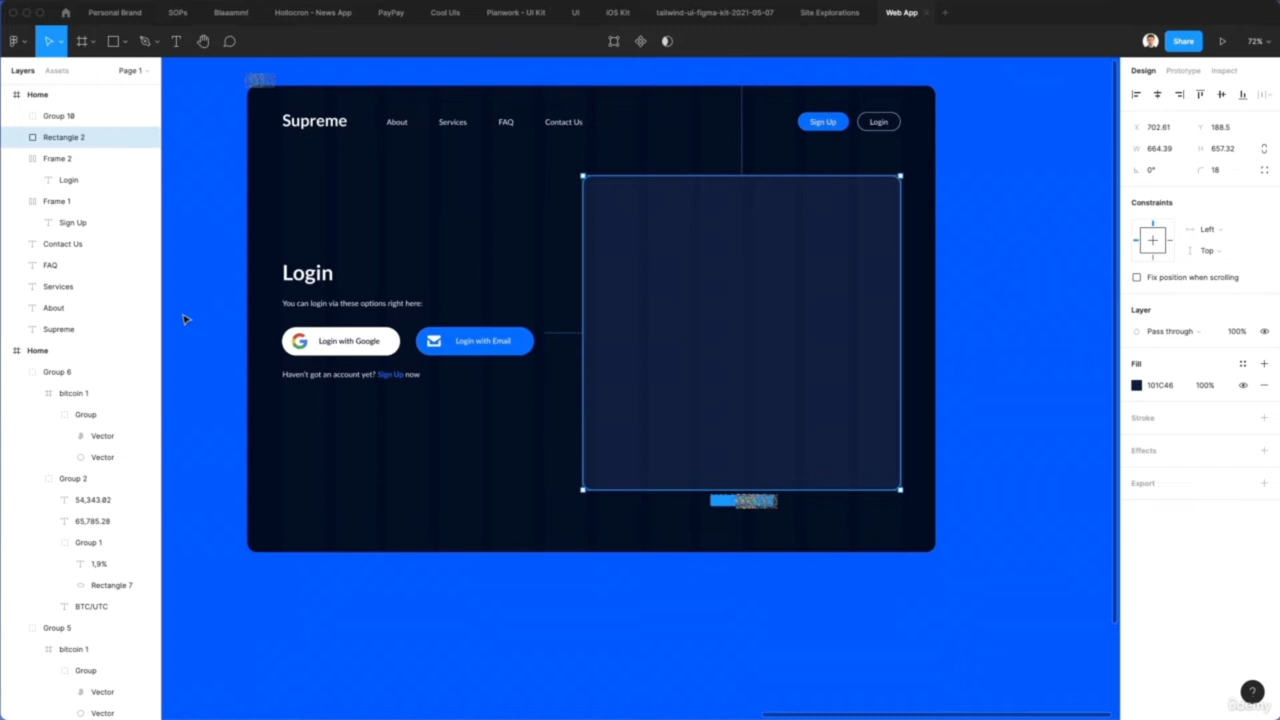 Personal Brand SOPs Blaaaml! Hollocron - News App PayPay Cool UIs Planwork - UI Kit UI iOS Kit tailwind-ui-figma-kit-2021-05-07 Site Explorations Web App
Share 72%
Layers Assets Page 1
Home
Group 10
Rectangle 2
Frame 2
Login
Frame 1
Sign Up
Contact Us
FAQ
Services
About
Supreme
Home
Group 6
bitcoin 1
Group
Vector
Vector
Group 2
54,343.02
65,785.28
Group 1
1,9%
Rectangle 7
BTC/UTC
Group 5
bitcoin 1
Group
Vector
Vector
Supreme About Services FAQ Contact Us Sign Up Login
Login
You can login via these options right here:
Login with Google Login with Email
Haven't got an account yet? Sign Up now
Design Prototype Inspect
X 702.61 Y 188.5
W 664.39 H 657.32
0° 18
Constraints
Left
Top
Fix position when scrolling
Layer
Pass through 100%
Fill
101C46 100%
Stroke
Effects
Export
?
ûdemy